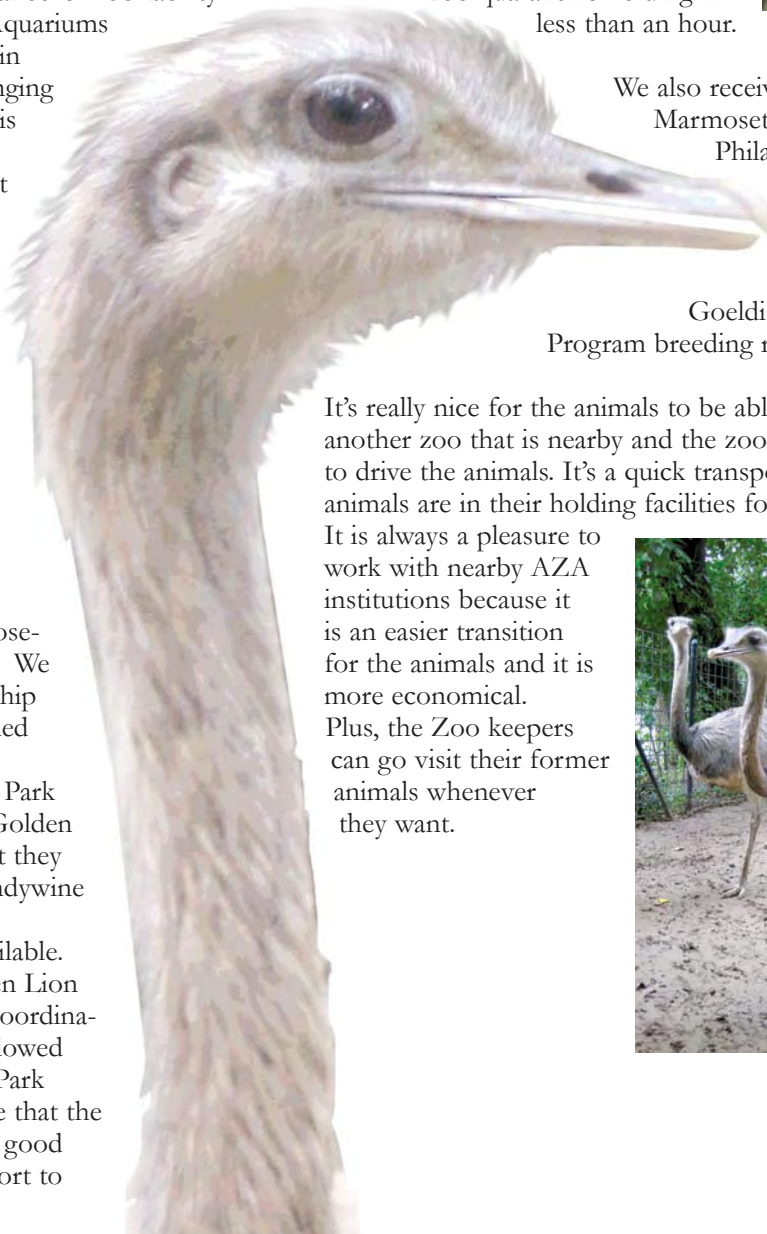 Aquariums
in
nging
is
t
ose-
We
hip
ed
Park
Golden
t they
ndywine
ilable.
en Lion
oordina-
lowed
Park
e that the
good
ort to
less than an hour.
We also receiv
Marmoset
Phila
Goeldi
Program breeding r
It's really nice for the animals to be abl
another zoo that is nearby and the zoo
to drive the animals. It's a quick transpo
animals are in their holding facilities fo
It is always a pleasure to
work with nearby AZA
institutions because it
is an easier transition
for the animals and it is
more economical.
Plus, the Zoo keepers
can go visit their former
animals whenever
they want.